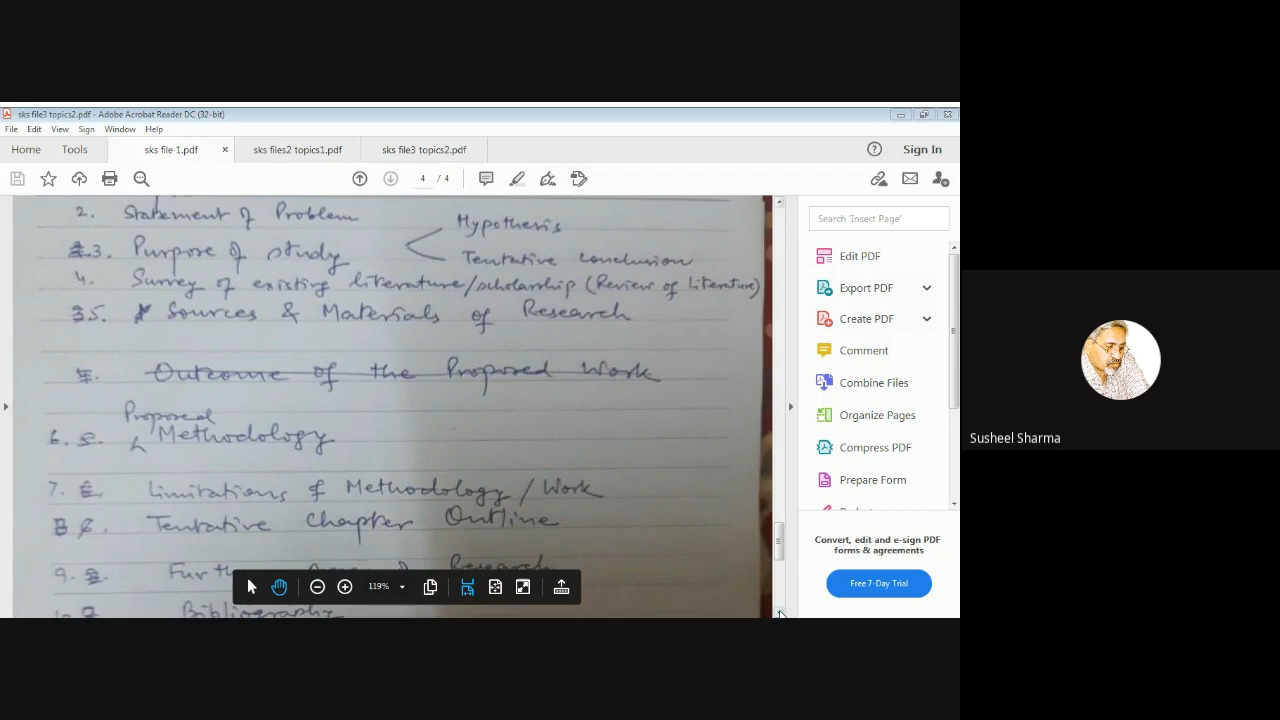 sks file3 topics2.pdf - Adobe Acrobat Reader DC (32-bit)
File Edit View Sign Window Help
Home Tools sks file 1.pdf × sks files2 topics1.pdf sks file3 topics2.pdf Sign In
4 / 4
2. Statement of Problem
3. Purpose of study
Hypothesis
Tentative conclusion
4. Survey of existing literature/scholarship (Review of Literature)
5. Sources & Materials of Research
Outcome of the Proposed Work
Proposed
6. Methodology
7. Limitations of Methodology / Work
8 Tentative Chapter Outline
9. Research
Bibliography
119%
Search 'Insert Page'
Edit PDF
Export PDF
Create PDF
Comment
Combine Files
Organize Pages
Compress PDF
Prepare Form
Convert, edit and e-sign PDF
forms & agreements
Free 7-Day Trial
Susheel Sharma